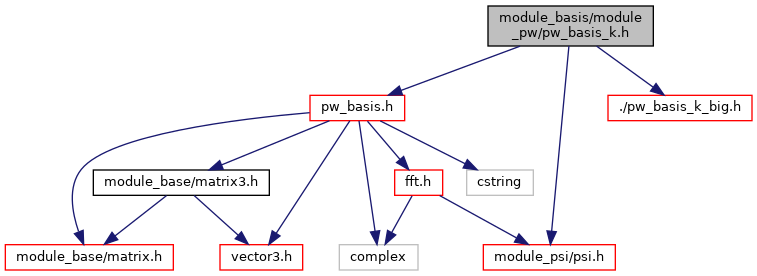 module_basis/module
_pw/pw_basis_k.h
pw_basis.h
./pw_basis_k_big.h
module_base/matrix3.h
fft.h
cstring
module_base/matrix.h
vector3.h
complex
module_psi/psi.h